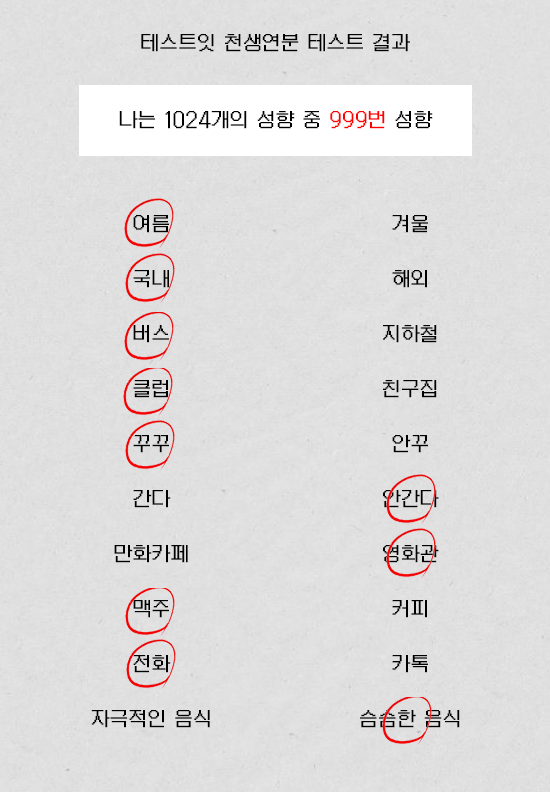 테스트잇 천생연분 테스트 결과
나는 1024개의 성향 중 999번 성향
여름 겨울
국내 해외
버스 지하철
클럽 친구집
꾸꾸 안꾸
간다 안간다
만화카페 영화관
맥주 커피
전화 카톡
자극적인 음식 슴슴한 음식